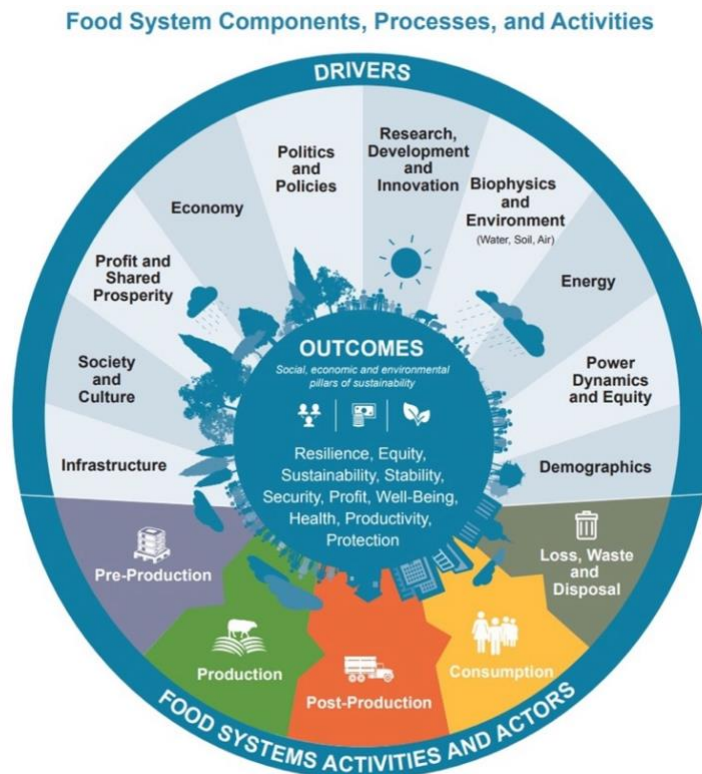 Food System Components, Processes, and Activities
DRIVERS
Infrastructure
Society
and
Culture
Profit and
Shared
Prosperity
Economy
Politics
and
Policies
Research,
Development
and
Innovation
Biophysics
and
Environment
(Water, Soil, Air)
Energy
Power
Dynamics
and Equity
Demographics
OUTCOMES
Social, economic and environmental
pillars of sustainability
Resilience, Equity,
Sustainability, Stability,
Security, Profit, Well-Being,
Health, Productivity,
Protection
Pre-Production
Production
Post-Production
Consumption
Loss, Waste
and
Disposal
FOOD SYSTEMS ACTIVITIES AND ACTORS